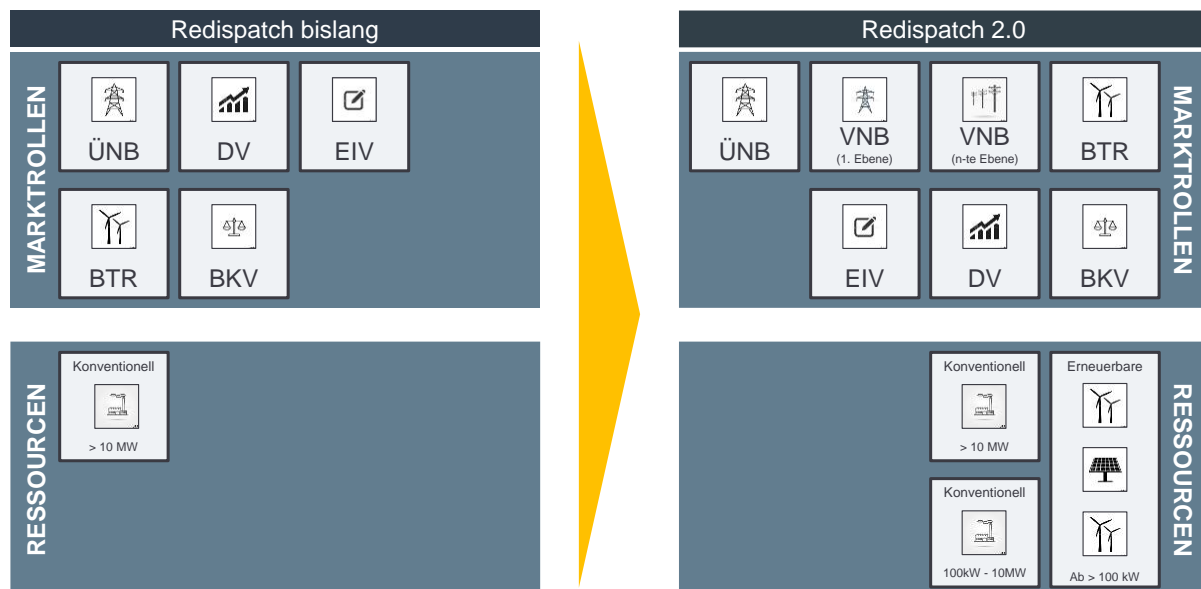 Redispatch bislang
MARKTROLLEN
ÜNB
DV
EIV
BTR
BKV
RESSOURCEN
Konventionell
> 10 MW
Redispatch 2.0
ÜNB
VNB
(1. Ebene)
VNB
(n-te Ebene)
BTR
EIV
DV
BKV
MARKTROLLEN
Konventionell
> 10 MW
Konventionell
100kW - 10MW
Erneuerbare
Ab > 100 kW
RESSOURCEN